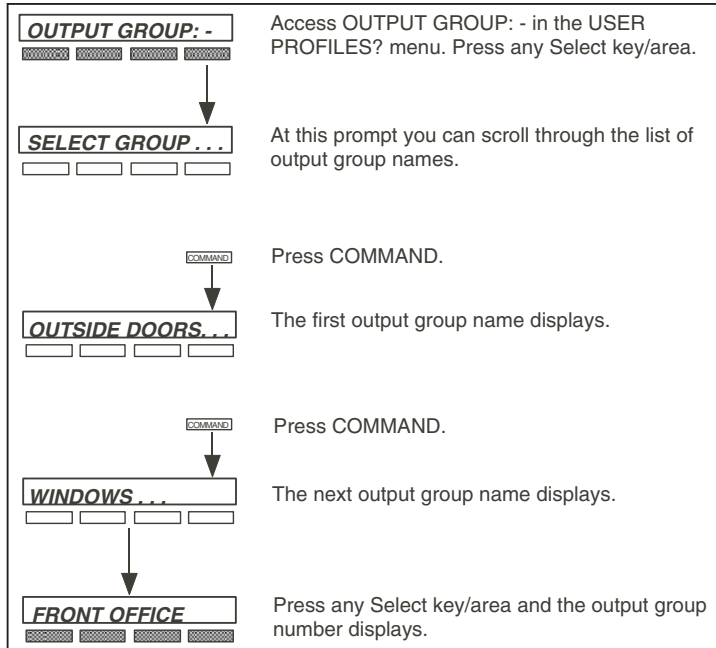 OUTPUT GROUP: -
Access OUTPUT GROUP: - in the USER
PROFILES? menu. Press any Select key/area.
SELECT GROUP . . .
At this prompt you can scroll through the list of
output group names.
COMMAND
Press COMMAND.
OUTSIDE DOORS. . .
The first output group name displays.
COMMAND
Press COMMAND.
WINDOWS . . .
The next output group name displays.
FRONT OFFICE
Press any Select key/area and the output group
number displays.